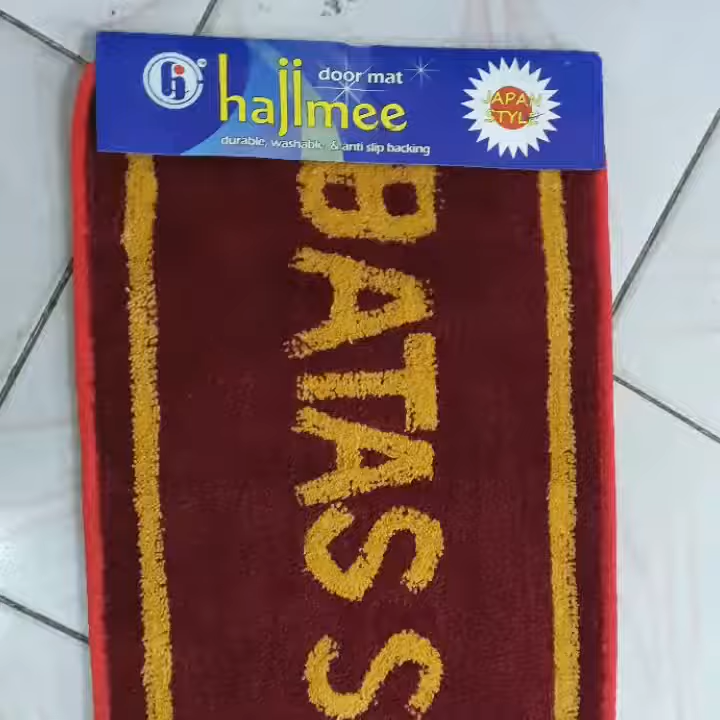 hajimee
door mat
durable, washable, & anti slip backing
JAPAN
STYLE
BATAS S